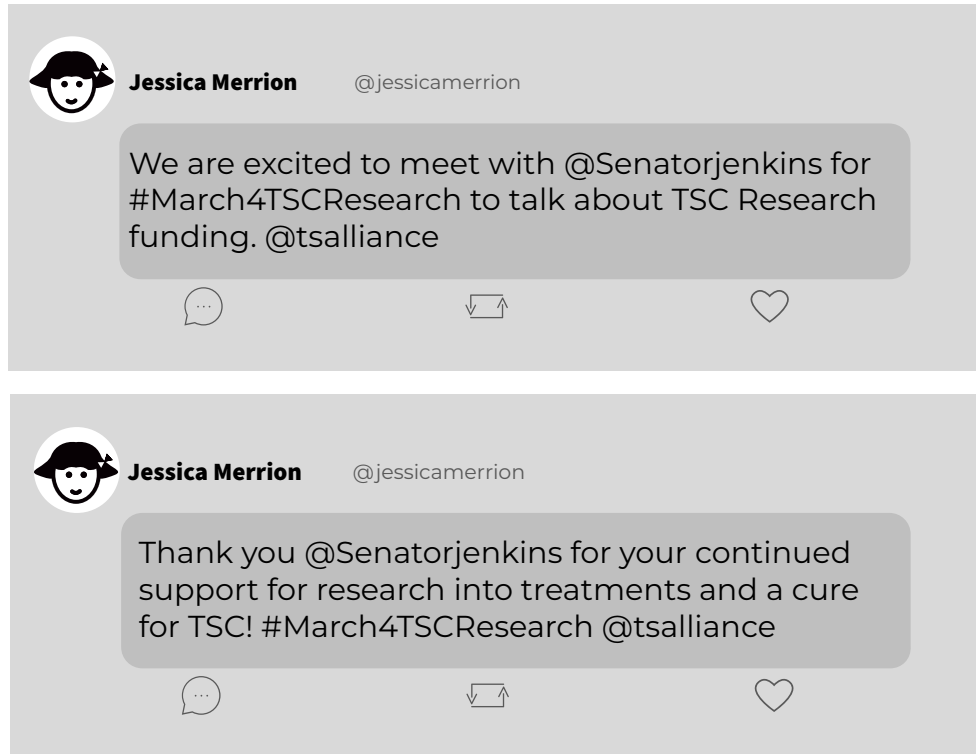 Jessica Merrion @jessicamerrion
We are excited to meet with @Senatorjenkins for
#March4TSCResearch to talk about TSC Research
funding. @tsalliance
Jessica Merrion @jessicamerrion
Thank you @Senatorjenkins for your continued
support for research into treatments and a cure
for TSC! #March4TSCResearch @tsalliance